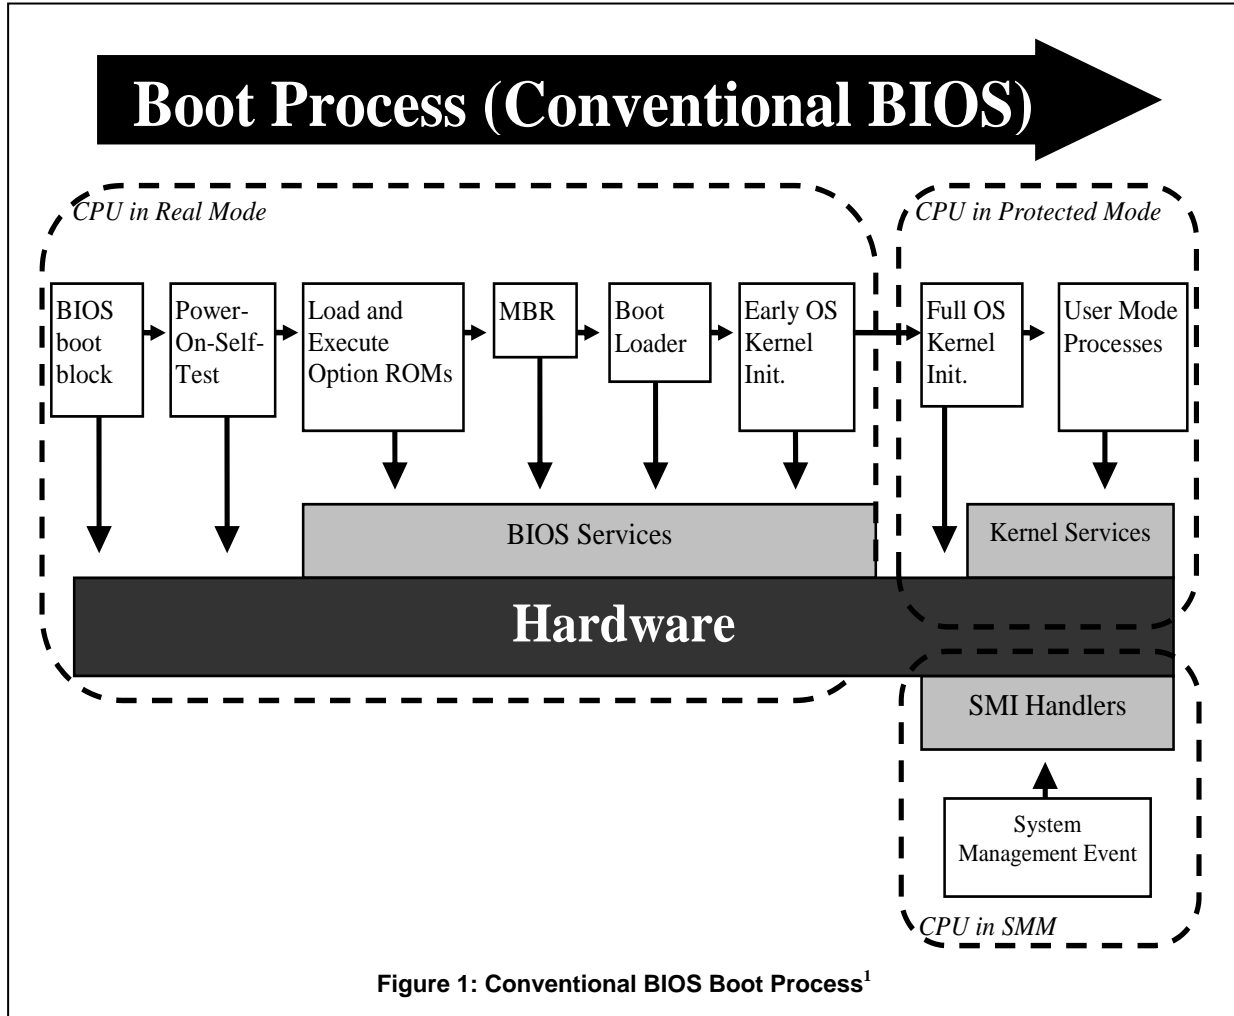 Boot Process (Conventional BIOS)
CPU in Real Mode
CPU in Protected Mode
BIOS
boot
block
Power-
On-Self-
Test
Load and
Execute
Option ROMs
MBR
Boot
Loader
Early OS
Kernel
Init.
Full OS
Kernel
Init.
User Mode
Processes
BIOS Services
Kernel Services
Hardware
SMI Handlers
System
Management Event
CPU in SMM
Figure 1: Conventional BIOS Boot Process1